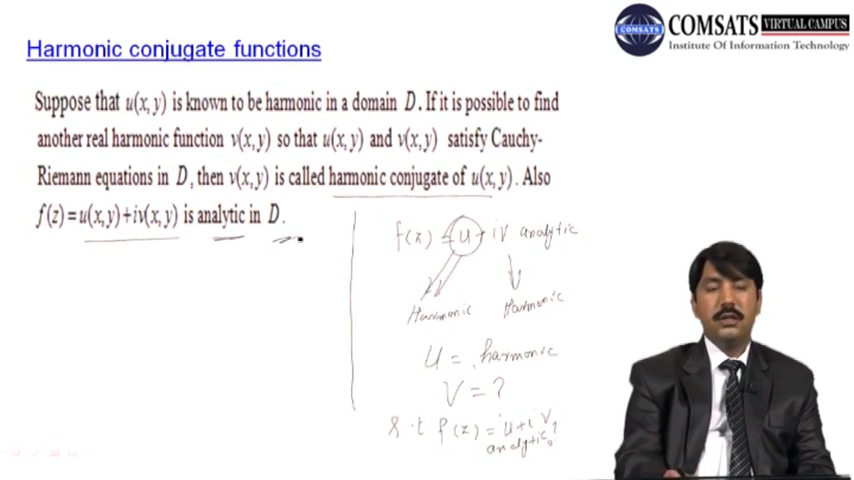 Harmonic conjugate functions
COMSATS VIRTUAL CAMPUS
Institute Of Information Technology
COMSATS
Suppose that u(x, y) is known to be harmonic in a domain D. If it is possible to find
another real harmonic function v(x, y) so that u(x, y) and v(x, y) satisfy Cauchy-
Riemann equations in D, then v(x, y) is called harmonic conjugate of u(x, y). Also
f(z)=u(x, y)+iv(x, y) is analytic in D.
f(z) = u + iv analytic
Harmonic Harmonic
u = harmonic
V = ?
s.t f(z) = u + i v
analytic